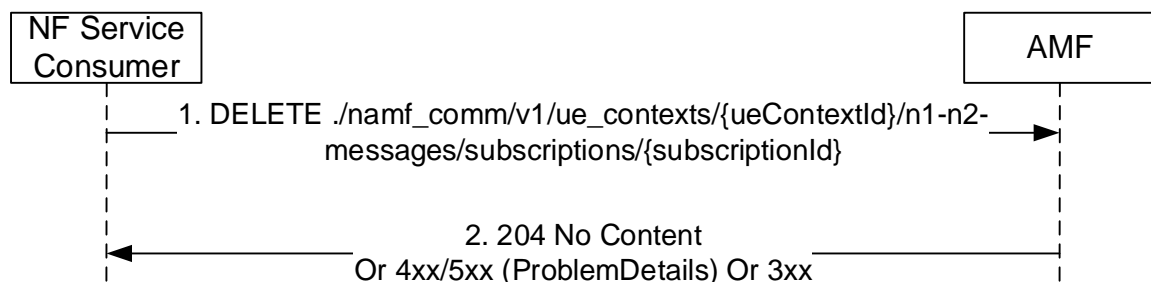 NF Service
Consumer
AMF
1. DELETE ./namf_comm/v1/ue_contexts/{ueContextId}/n1-n2-
messages/subscriptions/{subscriptionId}
2. 204 No Content
Or 4xx/5xx (ProblemDetails) Or 3xx